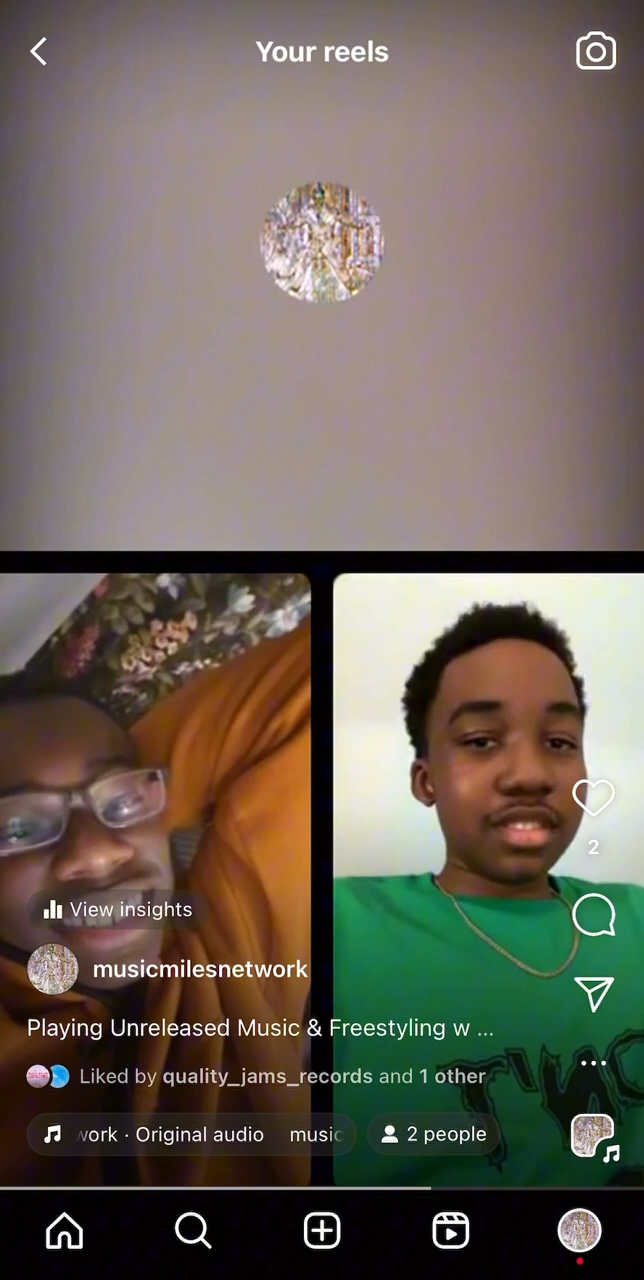 Your reels
2
View insights
musicmilesnetwork
Playing Unreleased Music & Freestyling w ...
Liked by quality_jams_records and 1 other
work · Original audio music
2 people